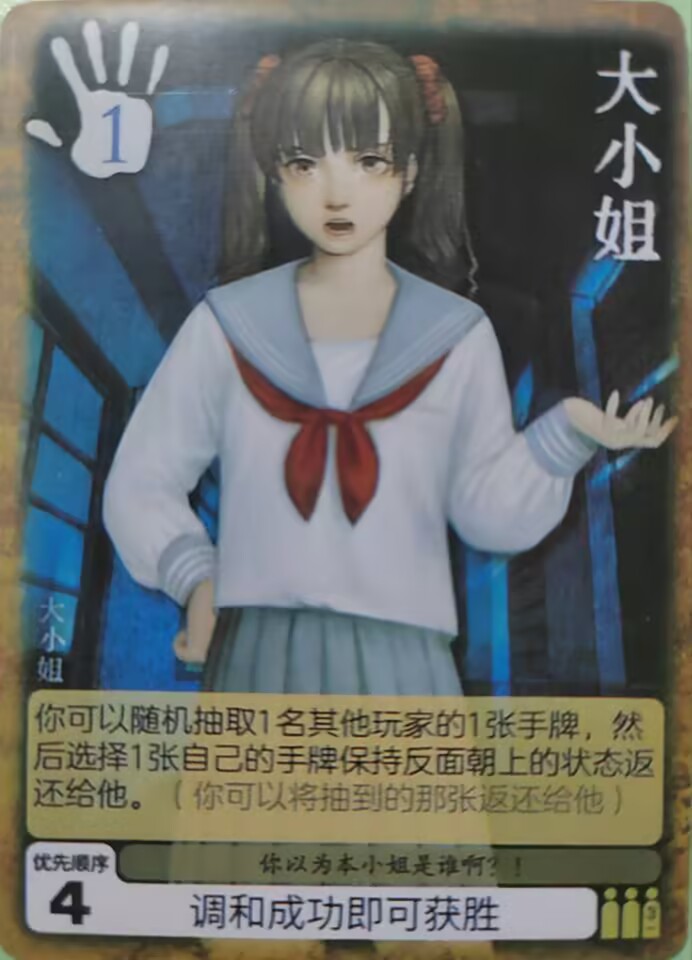 1
大小姐
大小姐
你可以随机抽取1名其他玩家的1张手牌，然
后选择1张自己的手牌保持反面朝上的状态返
还给他。（你可以将抽到的那张返还给他）
优先顺序
你以为本小姐是谁啊？！
4
调和成功即可获胜
3